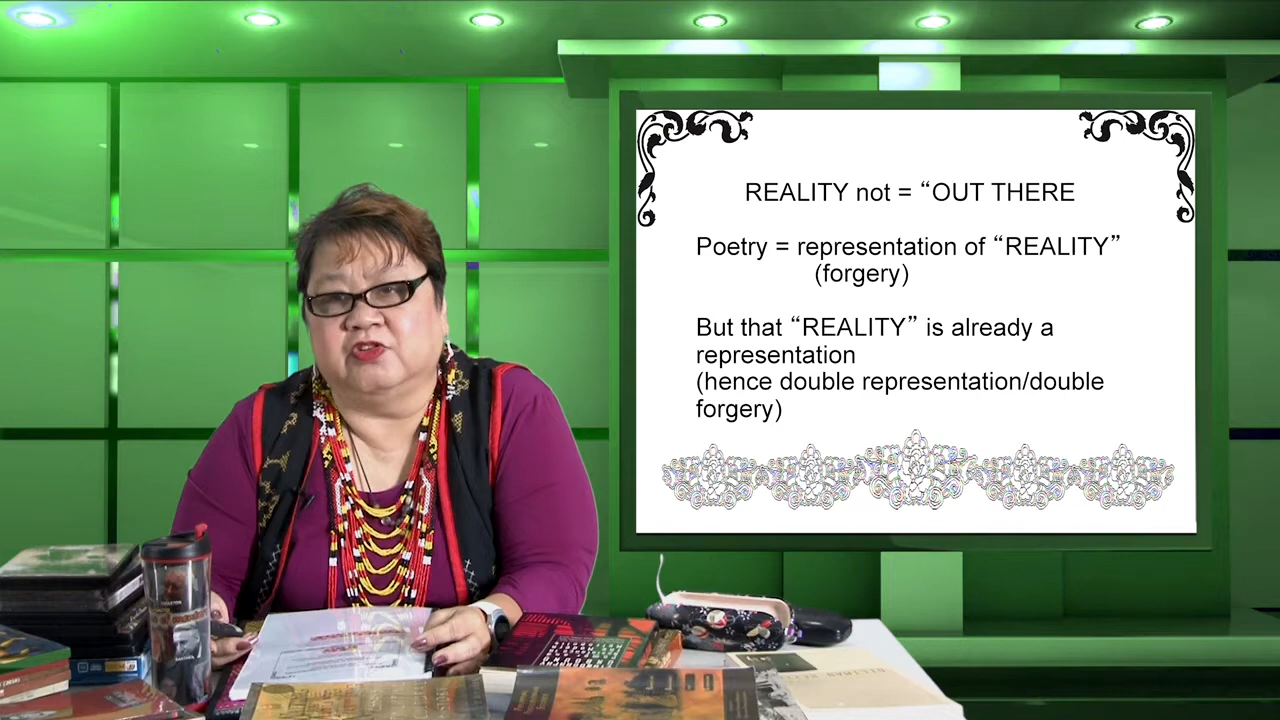 REALITY not = “OUT THERE
Poetry = representation of “REALITY”
(forgery)
But that “REALITY” is already a
representation
(hence double representation/double
forgery)